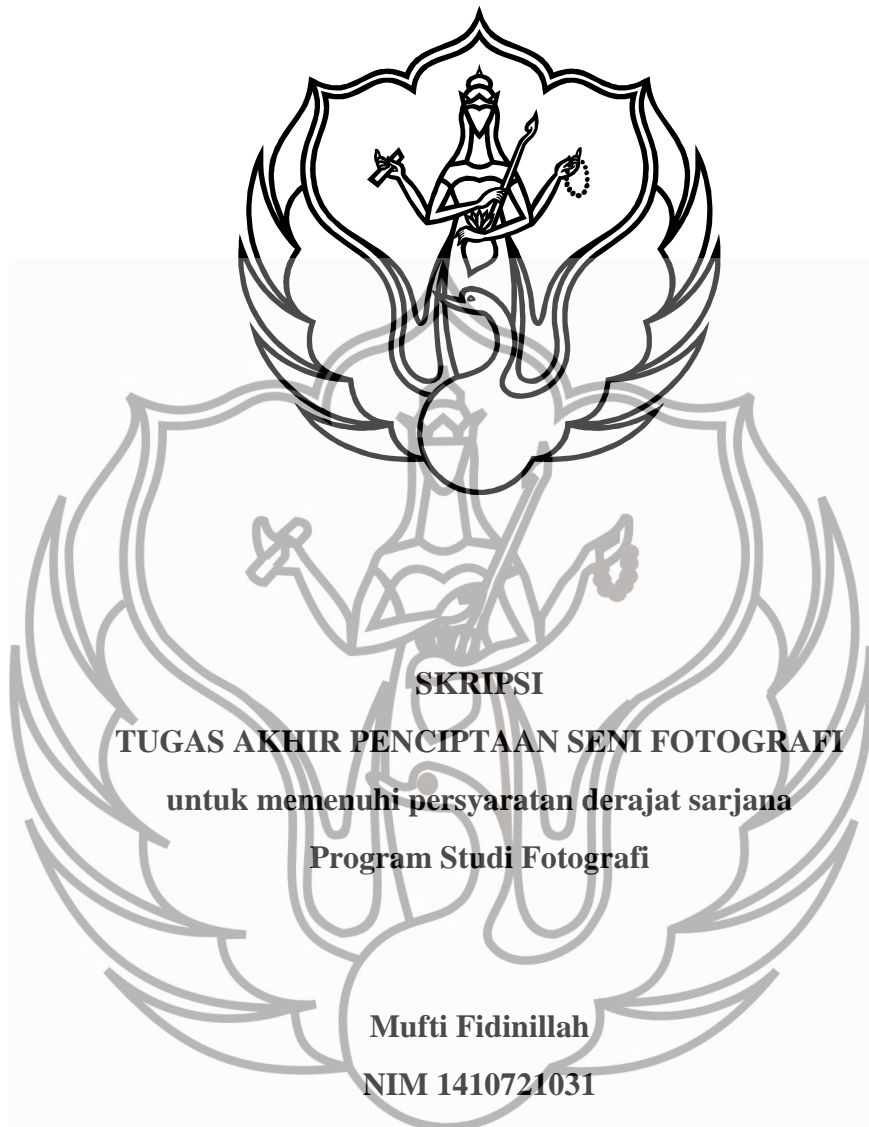 SKRIPSI
TUGAS AKHIR PENCIPTAAN SENI FOTOGRAFI
untuk memenuhi persyaratan derajat sarjana
Program Studi Fotografi
Mufti Fidinillah
NIM 1410721031